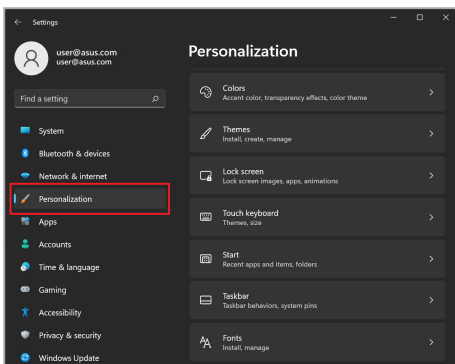 Settings
user@asus.com
user@asus.com
Find a setting
System
Bluetooth & devices
Network & internet
Personalization
Apps
Accounts
Time & language
Gaming
Accessibility
Privacy & security
Windows Update
Personalization
Colors
Accent color, transparency effects, color theme
Themes
Install, create, manage
Lock screen
Lock screen images, apps, animations
Touch keyboard
Themes, size
Start
Recent apps and items, folders
Taskbar
Taskbar behaviors, system pins
Fonts
Install, manage